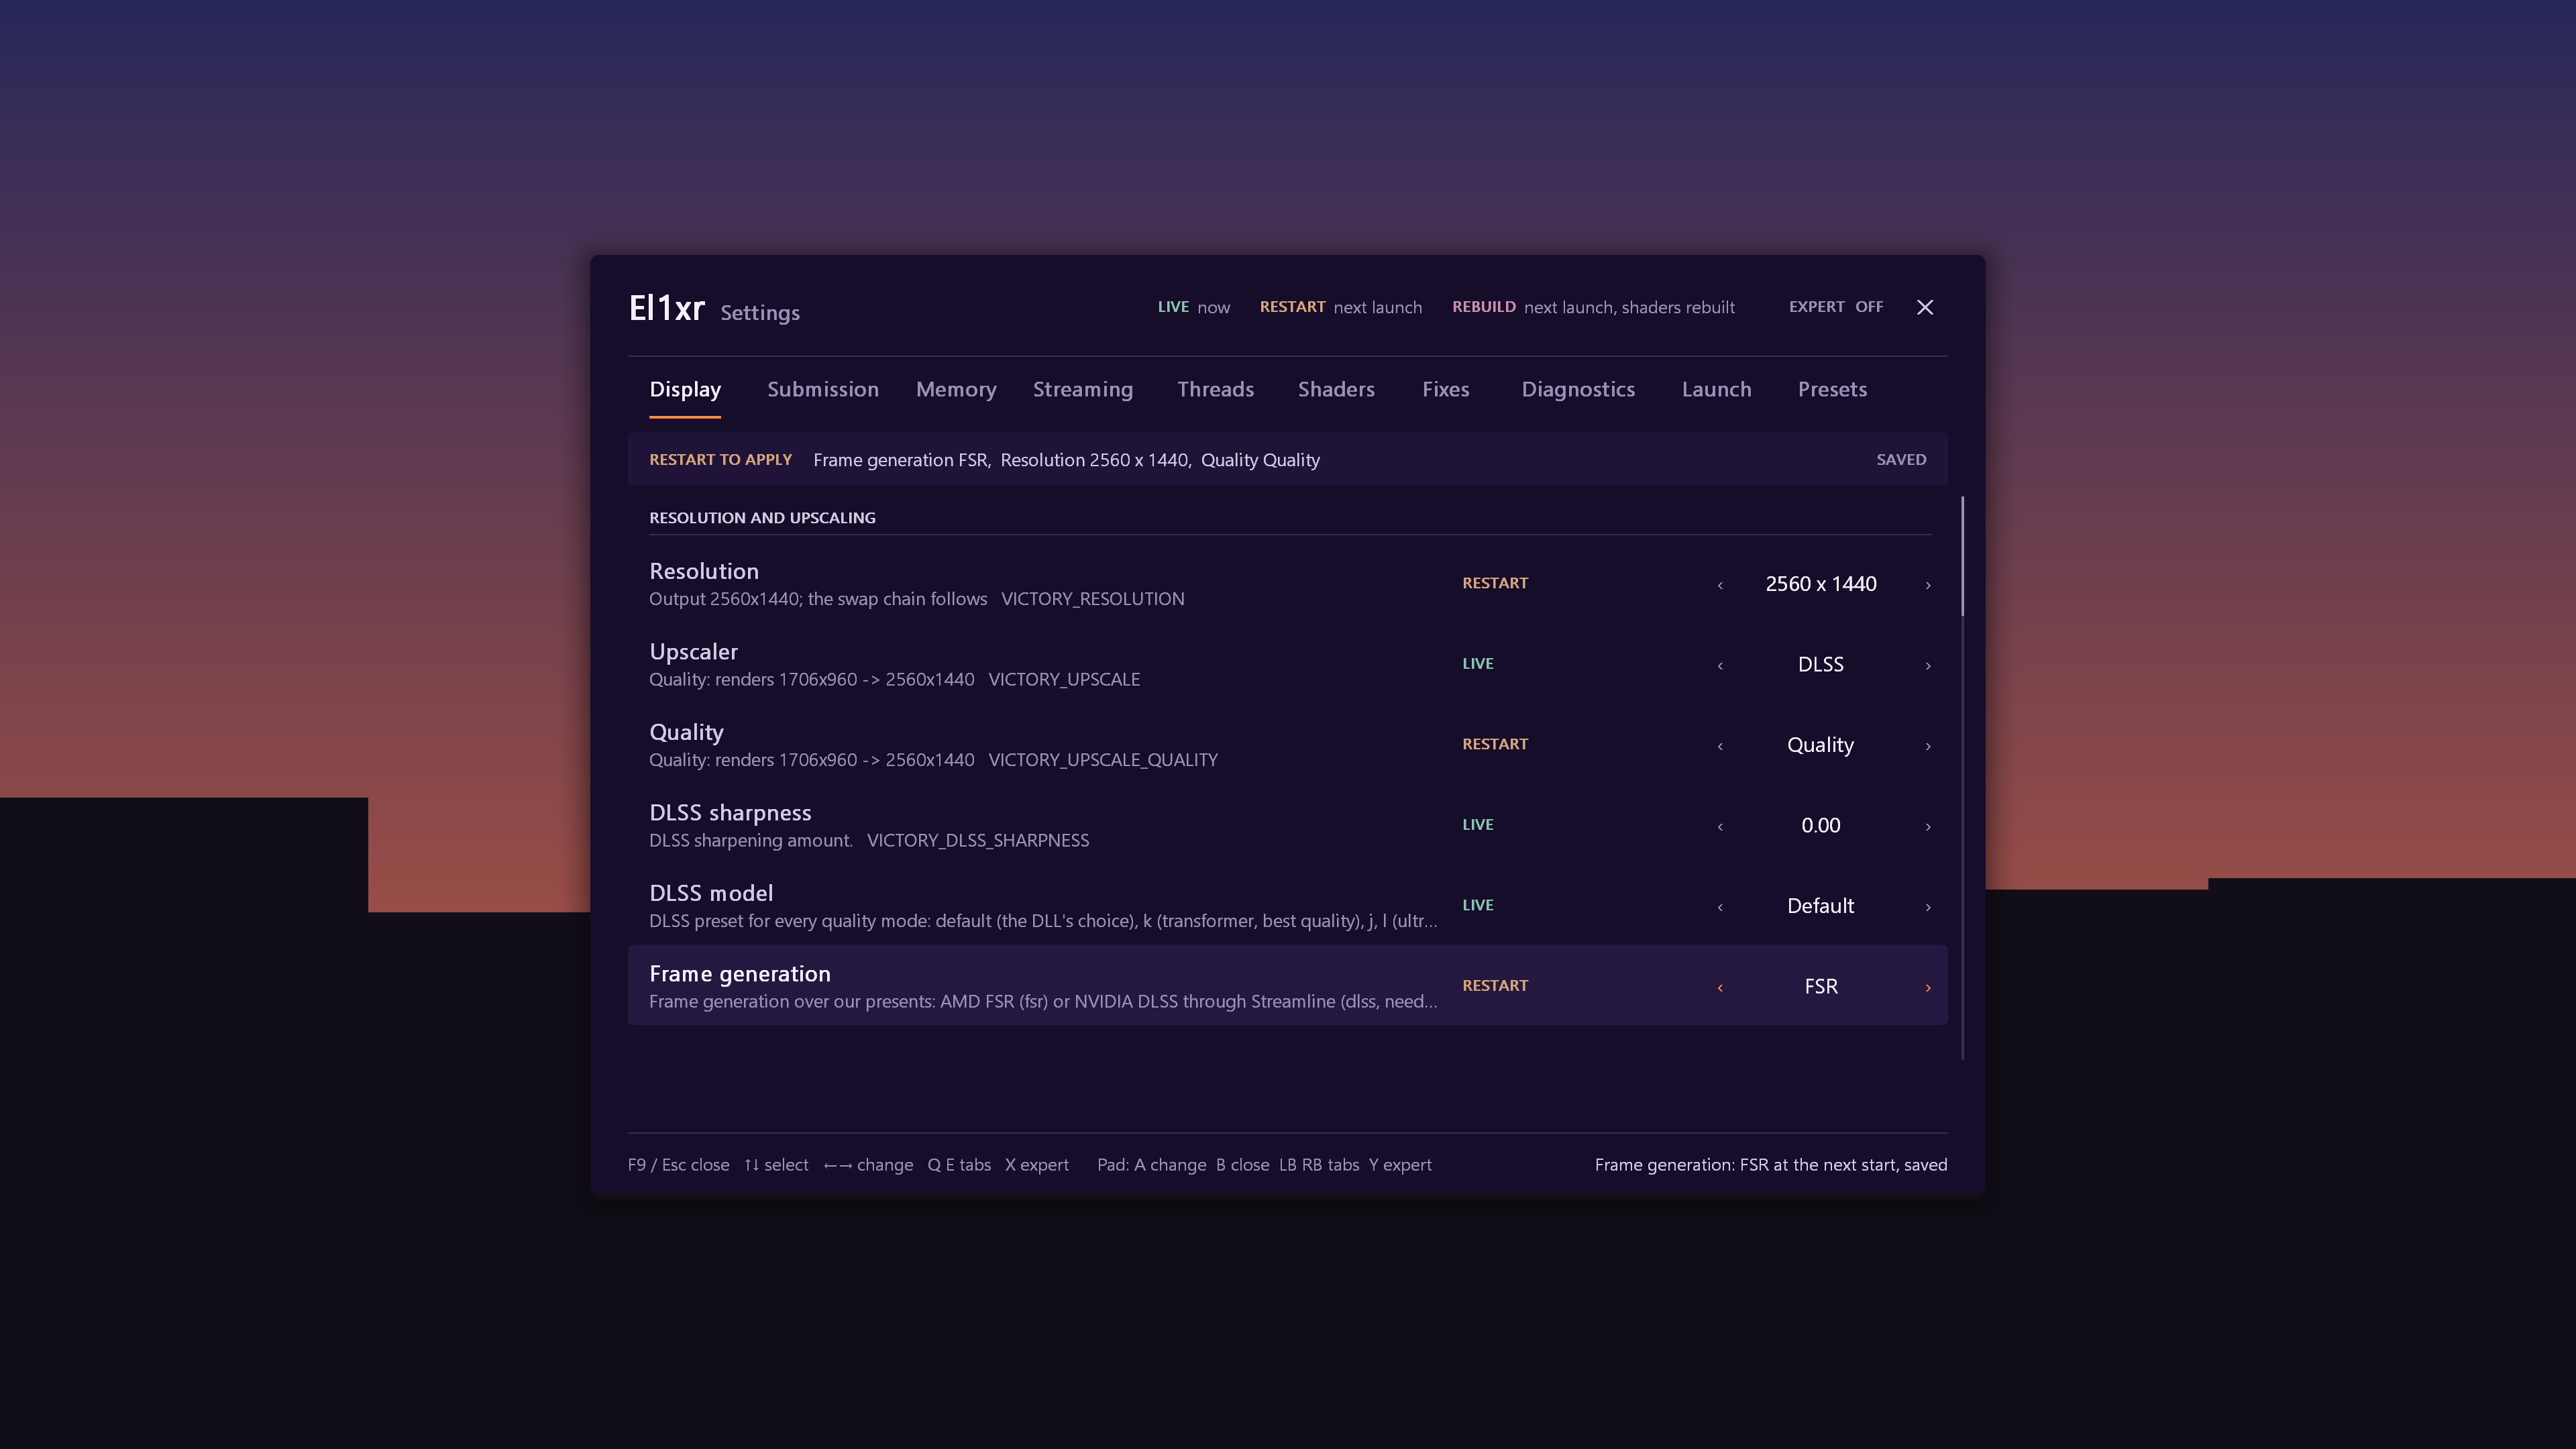 El1xr Settings LIVE now RESTART next launch REBUILD next launch, shaders rebuilt EXPERT OFF
Display Submission Memory Streaming Threads Shaders Fixes Diagnostics Launch Presets
RESTART TO APPLY Frame generation FSR, Resolution 2560 x 1440, Quality Quality SAVED
RESOLUTION AND UPSCALING
Resolution
Output 2560x1440; the swap chain follows VICTORY_RESOLUTION
RESTART ‹ 2560 x 1440 ›
Upscaler
Quality: renders 1706x960 -> 2560x1440 VICTORY_UPSCALE
LIVE ‹ DLSS ›
Quality
Quality: renders 1706x960 -> 2560x1440 VICTORY_UPSCALE_QUALITY
RESTART ‹ Quality ›
DLSS sharpness
DLSS sharpening amount. VICTORY_DLSS_SHARPNESS
LIVE ‹ 0.00 ›
DLSS model
DLSS preset for every quality mode: default (the DLL's choice), k (transformer, best quality), j, l (ultr...
LIVE ‹ Default ›
Frame generation
Frame generation over our presents: AMD FSR (fsr) or NVIDIA DLSS through Streamline (dlss, need...
RESTART ‹ FSR ›
F9 / Esc close ↑↓ select ←→ change Q E tabs X expert Pad: A change B close LB RB tabs Y expert Frame generation: FSR at the next start, saved